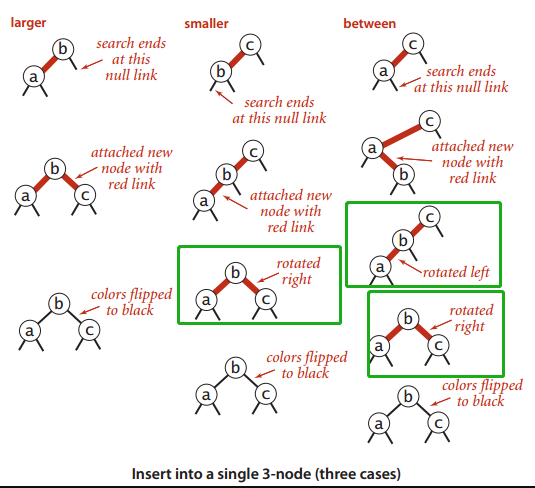 larger
b
a
search ends
at this
null link
b
a
c
attached new
node with
red link
b
a
c
colors flipped
to black
smaller
c
b
search ends
at this null link
c
b
a
attached new
node with
red link
b
a
c
rotated
right
b
a
c
colors flipped
to black
between
c
a
search ends
at this null link
c
a
b
attached new
node with
red link
c
b
a
rotated left
b
a
c
rotated
right
b
a
c
colors flipped
to black
Insert into a single 3-node (three cases)